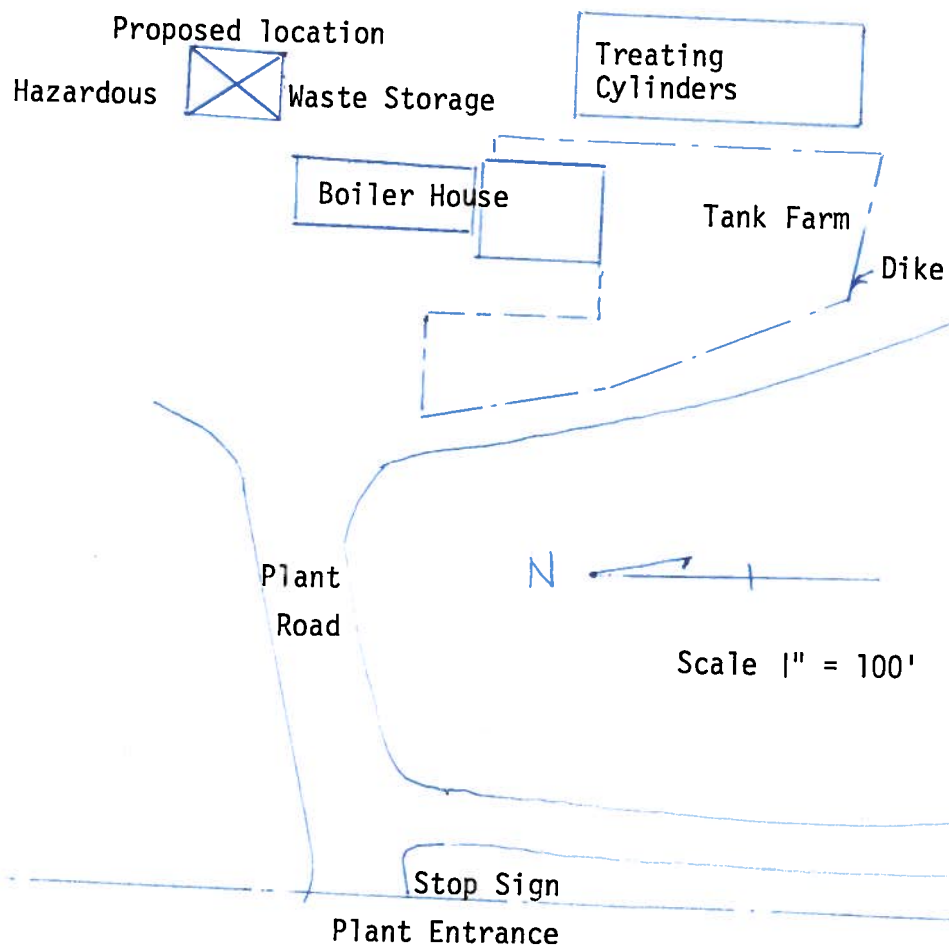 Proposed location
Hazardous Waste Storage
Treating
Cylinders
Boiler House
Tank Farm
Dike
N
Plant
Road
Scale 1" = 100'
Stop Sign
Plant Entrance